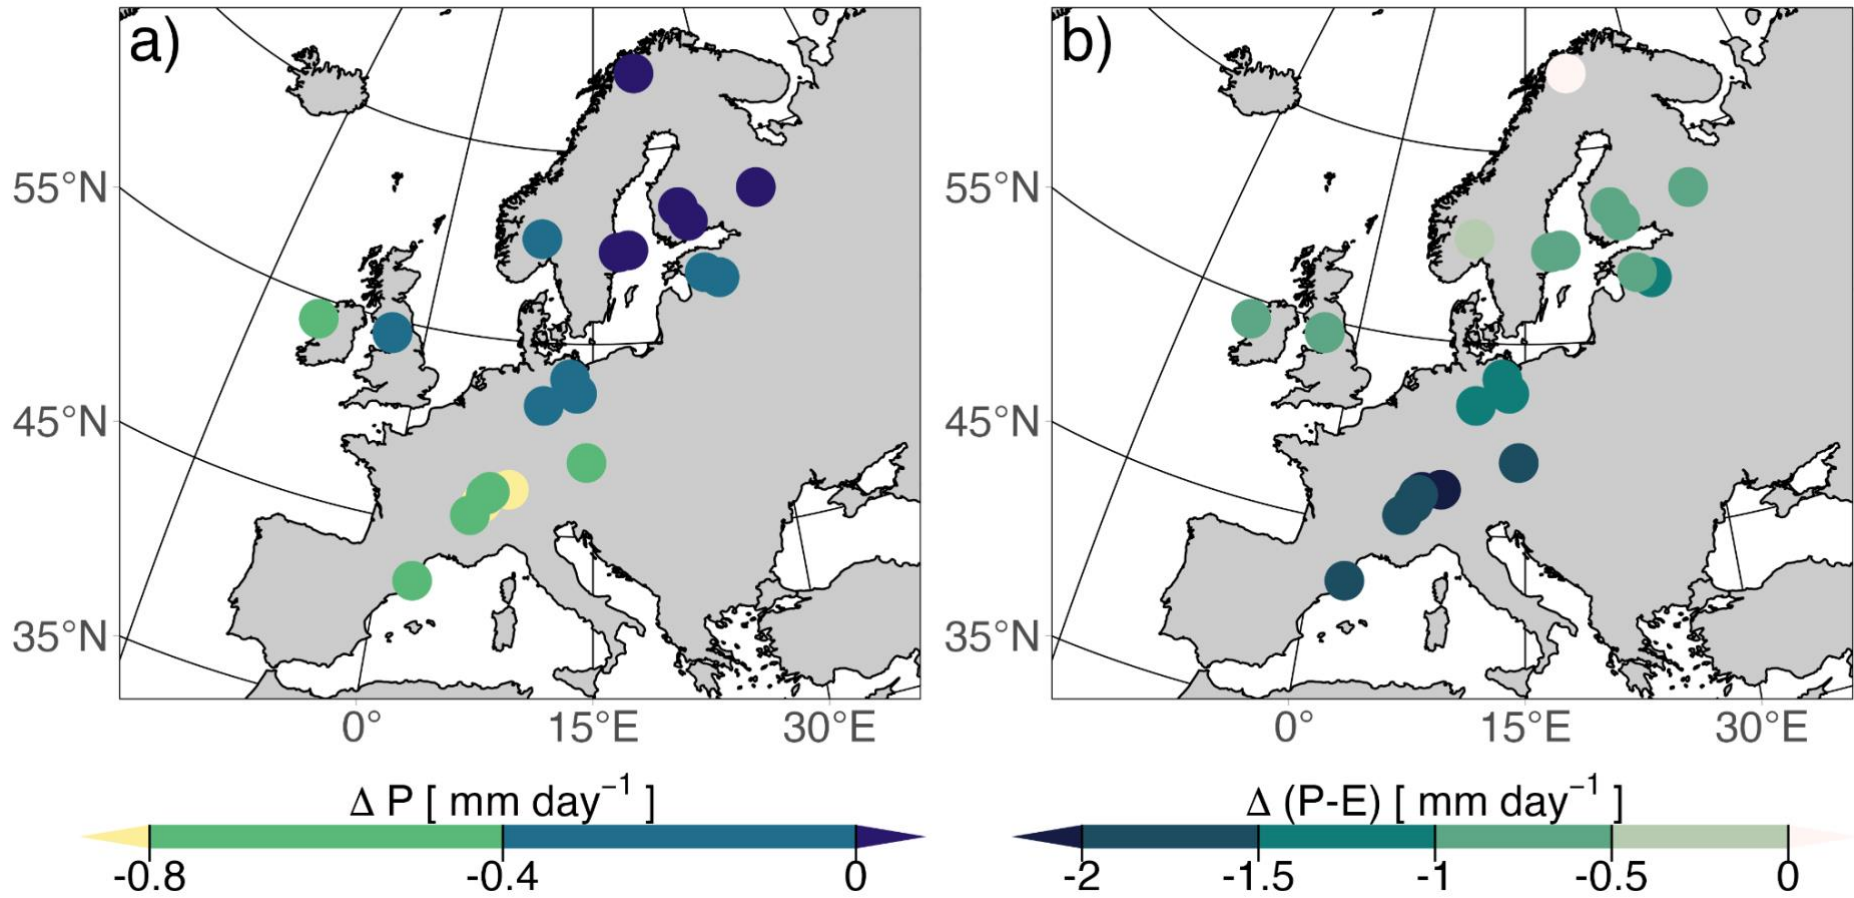 a)
b)
55°N
45°N
35°N
0°
15°E
30°E
55°N
45°N
35°N
0°
15°E
30°E
Δ P [ mm day⁻¹ ]
-0.8
-0.4
0
Δ (P-E) [ mm day⁻¹ ]
-2
-1.5
-1
-0.5
0